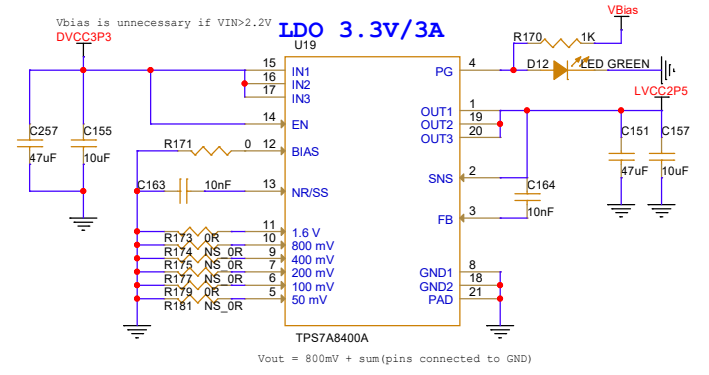 Vbias is unnecessary if VIN>2.2V
LDO 3.3V/3A
VBias
DVCC3P3
U19
R170
1K
15
IN1
16
IN2
17
IN3
PG
4
D12
LED GREEN
LVCC2P5
14
EN
OUT1
1
OUT2
19
OUT3
20
C257
47uF
C155
10uF
C151
47uF
C157
10uF
R171
0
12
BIAS
SNS
2
C163
10nF
13
NR/SS
C164
10nF
FB
3
11
1.6 V
R173
0R
10
800 mV
R174
NS_0R
9
400 mV
R175
NS_0R
7
200 mV
R177
NS_0R
6
100 mV
R179
0R
5
50 mV
R181
NS_0R
GND1
8
GND2
18
PAD
21
TPS7A8400A
Vout = 800mV + sum(pins connected to GND)